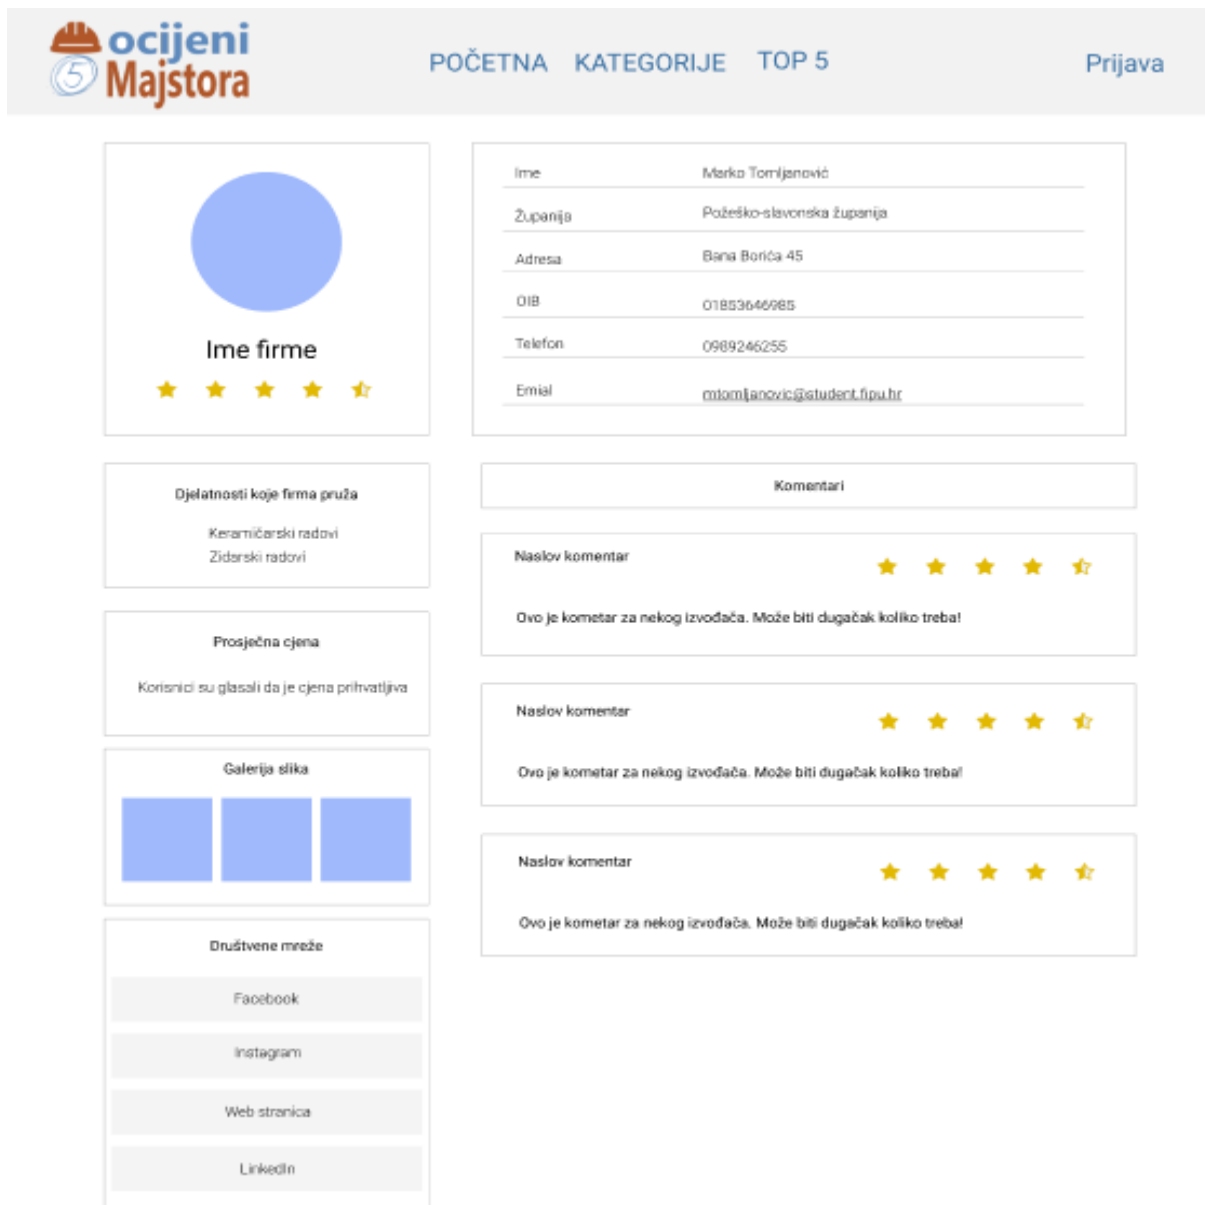 ocijeni
5 Majstora
POČETNA KATEGORIJE TOP 5 Prijava
Ime firme
Ime Marko Tomljanović
Županija Požeško-slavonska županija
Adresa Bana Borića 45
OIB 01853646985
Telefon 0989246255
Emial mtomljanovic@student.fipu.hr
Djelatnosti koje firma pruža
Keramičarski radovi
Zidarski radovi
Prosječna cjena
Korisnici su glasali da je cjena prihvatljiva
Galerija slika
Društvene mreže
Facebook
Instagram
Web stranica
LinkedIn
Komentari
Naslov komentar
Ovo je kometar za nekog izvođača. Može biti dugačak koliko treba!
Naslov komentar
Ovo je kometar za nekog izvođača. Može biti dugačak koliko treba!
Naslov komentar
Ovo je kometar za nekog izvođača. Može biti dugačak koliko treba!